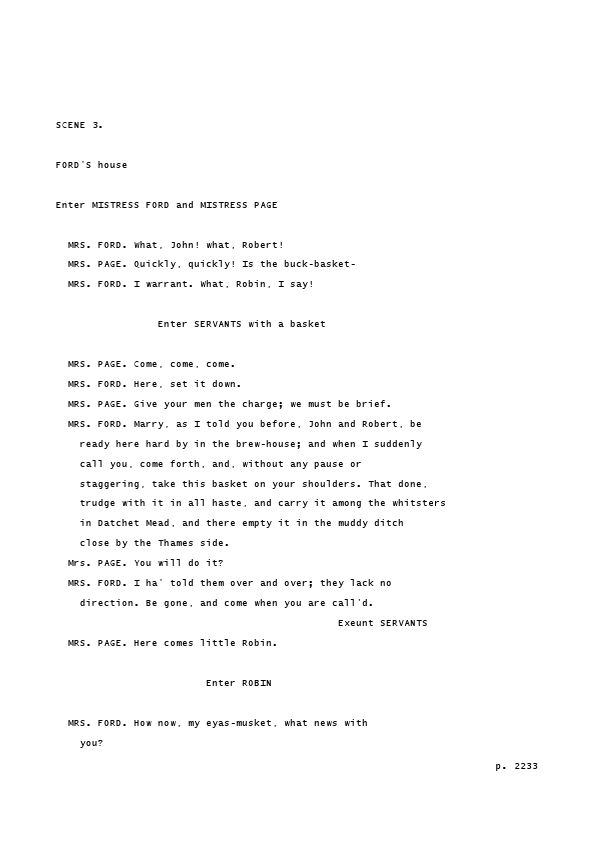 SCENE 3.
FORD'S house
Enter MISTRESS FORD and MISTRESS PAGE
MRS. FORD. What, John! what, Robert!
MRS. PAGE. Quickly, quickly! Is the buck-basket-
MRS. FORD. I warrant. What, Robin, I say!
Enter SERVANTS with a basket
MRS. PAGE. Come, come, come.
MRS. FORD. Here, set it down.
MRS. PAGE. Give your men the charge; we must be brief.
MRS. FORD. Marry, as I told you before, John and Robert, be
ready here hard by in the brew-house; and when I suddenly
call you, come forth, and, without any pause or
staggering, take this basket on your shoulders. That done,
trudge with it in all haste, and carry it among the whitsters
in Datchet Mead, and there empty it in the muddy ditch
close by the Thames side.
Mrs. PAGE. You will do it?
MRS. FORD. I ha' told them over and over; they lack no
direction. Be gone, and come when you are call'd.
Exeunt SERVANTS
MRS. PAGE. Here comes little Robin.
Enter ROBIN
MRS. FORD. How now, my eyas-musket, what news with
you?
p. 2233